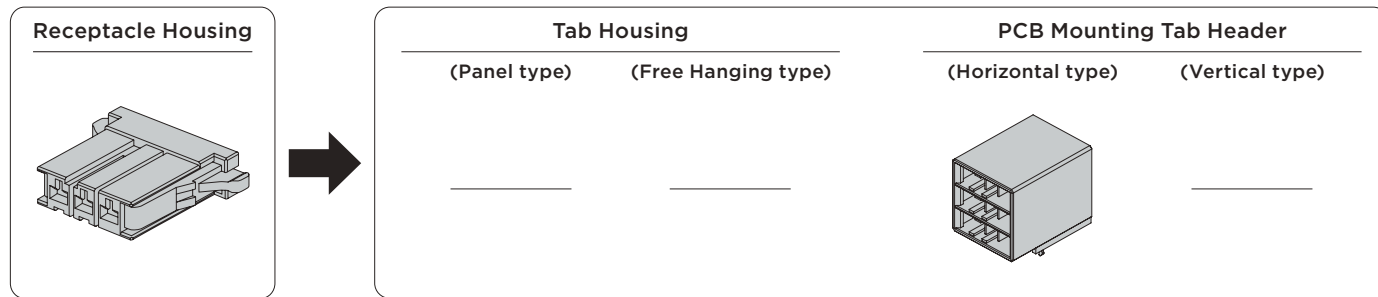 Receptacle Housing
Tab Housing
PCB Mounting Tab Header
(Panel type)
(Free Hanging type)
(Horizontal type)
(Vertical type)